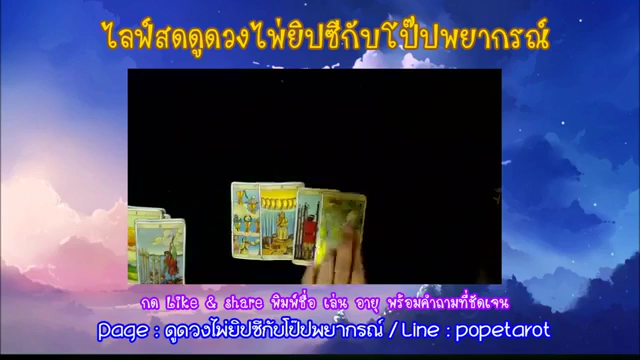 ไลฟ์สดดูดวงไพ่ยิปซีกับโป๊ปพยากรณ์
กด Like & share พิมพ์ชื่อ เล่น อายุ พร้อมคำถามที่ชัดเจน
Page : ดูดวงไพ่ยิปซีกับโป๊ปพยากรณ์ / Line : popetarot